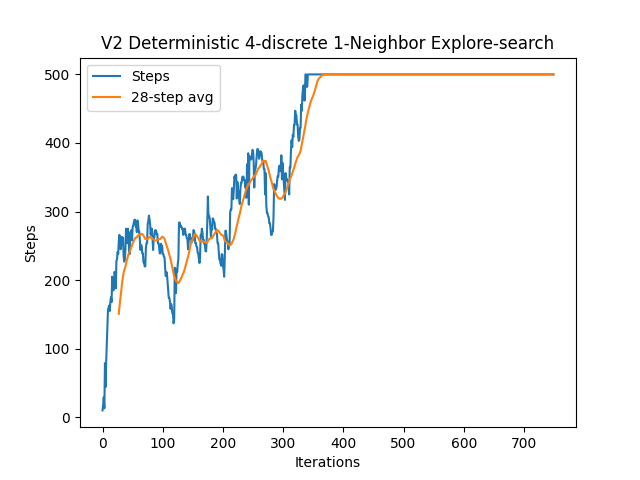 V2 Deterministic 4-discrete 1-Neighbor Explore-search
Steps
28-step avg
500
400
300
200
100
0
Steps
0 100 200 300 400 500 600 700
Iterations